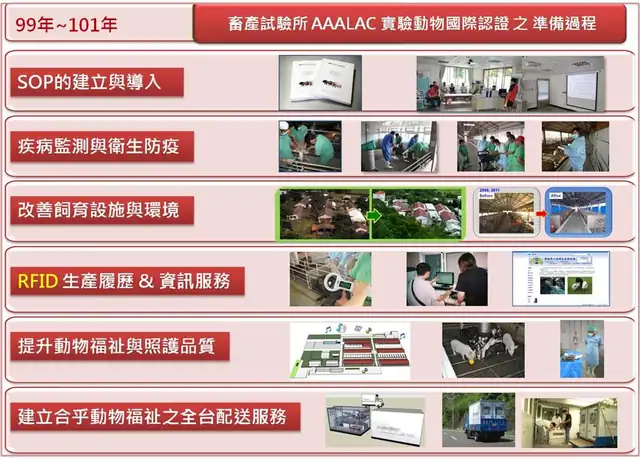 99年~101年
畜產試驗所 AAALAC 實驗動物國際認證 之 準備過程
SOP的建立與導入
疾病監測與衛生防疫
改善飼育設施與環境
2009, 2011
Before
After
RFID 生產履歷 & 資訊服務
提升動物福祉與照護品質
建立合乎動物福祉之全台配送服務